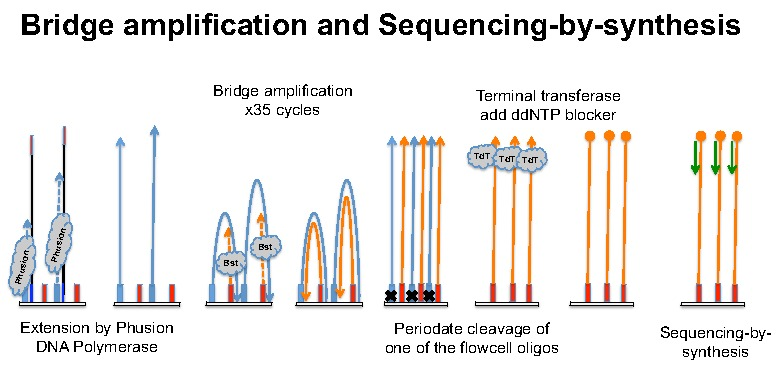 Bridge amplification and Sequencing-by-synthesis
Bridge amplification
x35 cycles
Terminal transferase
add ddNTP blocker
TdT
TdT
TdT
Phusion
Phusion
Bst
Bst
Extension by Phusion
DNA Polymerase
Periodate cleavage of
one of the flowcell oligos
Sequencing-by-
synthesis